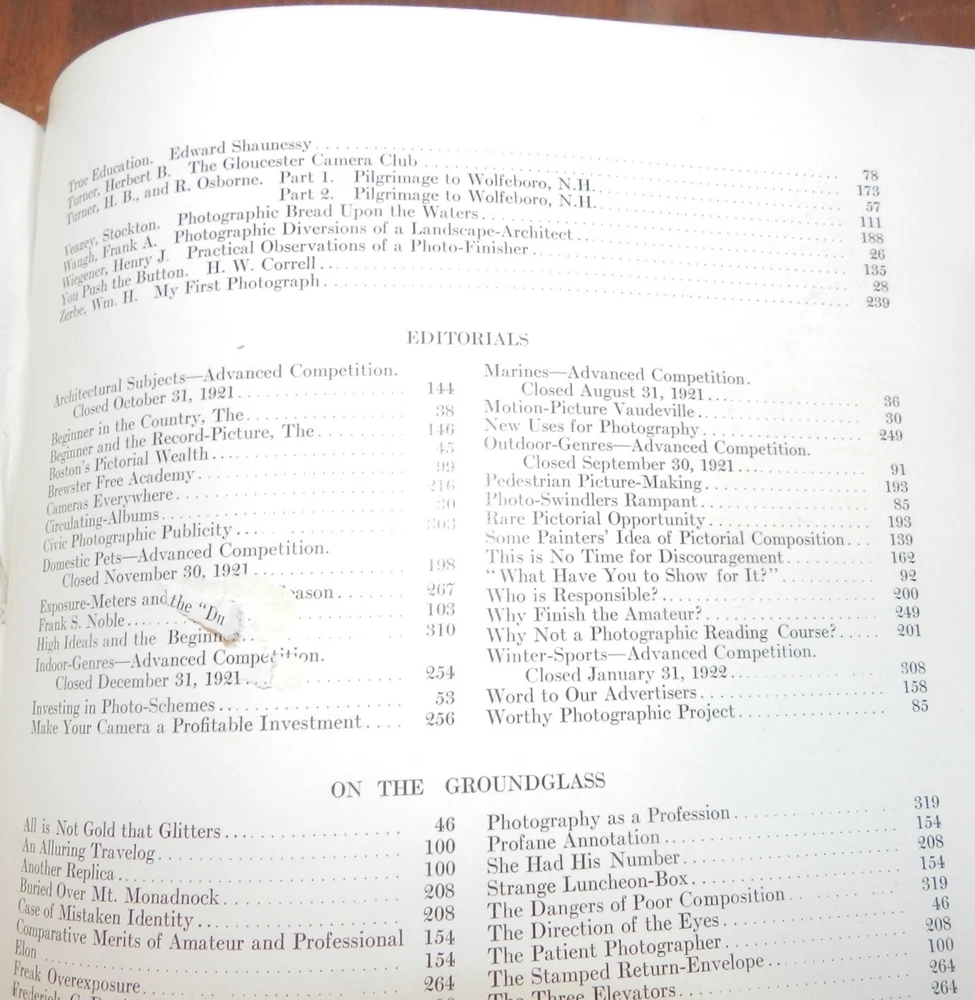 True Education. Edward Shaunessy 78
Turner, Herbert B. The Gloucester Camera Club 173
Turner, H. B., and R. Osborne. Part 1. Pilgrimage to Wolfeboro, N.H. 57
Part 2. Pilgrimage to Wolfeboro, N.H. 111
Veazey, Stockton. Photographic Bread Upon the Waters 188
Waugh, Frank A. Photographic Diversions of a Landscape-Architect 26
Wiegener, Henry J. Practical Observations of a Photo-Finisher 135
You Push the Button. H. W. Correll 28
Zerbe, Wm. H. My First Photograph 239
EDITORIALS
Architectural Subjects—Advanced Competition.
Closed October 31, 1921 144
Beginner in the Country, The 38
Beginner and the Record-Picture, The 146
Boston's Pictorial Wealth 45
Brewster Free Academy 99
Cameras Everywhere 216
Circulating-Albums 30
Civic Photographic Publicity 303
Domestic Pets—Advanced Competition.
Closed November 30, 1921 198
Exposure-Meters and the "Du eason 267
Frank S. Noble 103
High Ideals and the Beginner 310
Indoor-Genres—Advanced Competition.
Closed December 31, 1921 254
Investing in Photo-Schemes 53
Make Your Camera a Profitable Investment 256
Marines—Advanced Competition.
Closed August 31, 1921 36
Motion-Picture Vaudeville 30
New Uses for Photography 249
Outdoor-Genres—Advanced Competition.
Closed September 30, 1921 91
Pedestrian Picture-Making 193
Photo-Swindlers Rampant 85
Rare Pictorial Opportunity 193
Some Painters' Idea of Pictorial Composition 139
This is No Time for Discouragement 162
"What Have You to Show for It?" 92
Who is Responsible? 200
Why Finish the Amateur? 249
Why Not a Photographic Reading Course? 201
Winter-Sports—Advanced Competition.
Closed January 31, 1922 308
Word to Our Advertisers 158
Worthy Photographic Project 85
ON THE GROUNDGLASS
All is Not Gold that Glitters 46
An Alluring Travelog 100
Another Replica 100
Buried Over Mt. Monadnock 208
Case of Mistaken Identity 208
Comparative Merits of Amateur and Professional 154
Elon 154
Freak Overexposure 264
Frederick C.
Photography as a Profession 319
Profane Annotation 154
She Had His Number 208
Strange Luncheon-Box 154
The Dangers of Poor Composition 319
The Direction of the Eyes 46
The Patient Photographer 208
The Stamped Return-Envelope 100
The Three Elevators 264
264